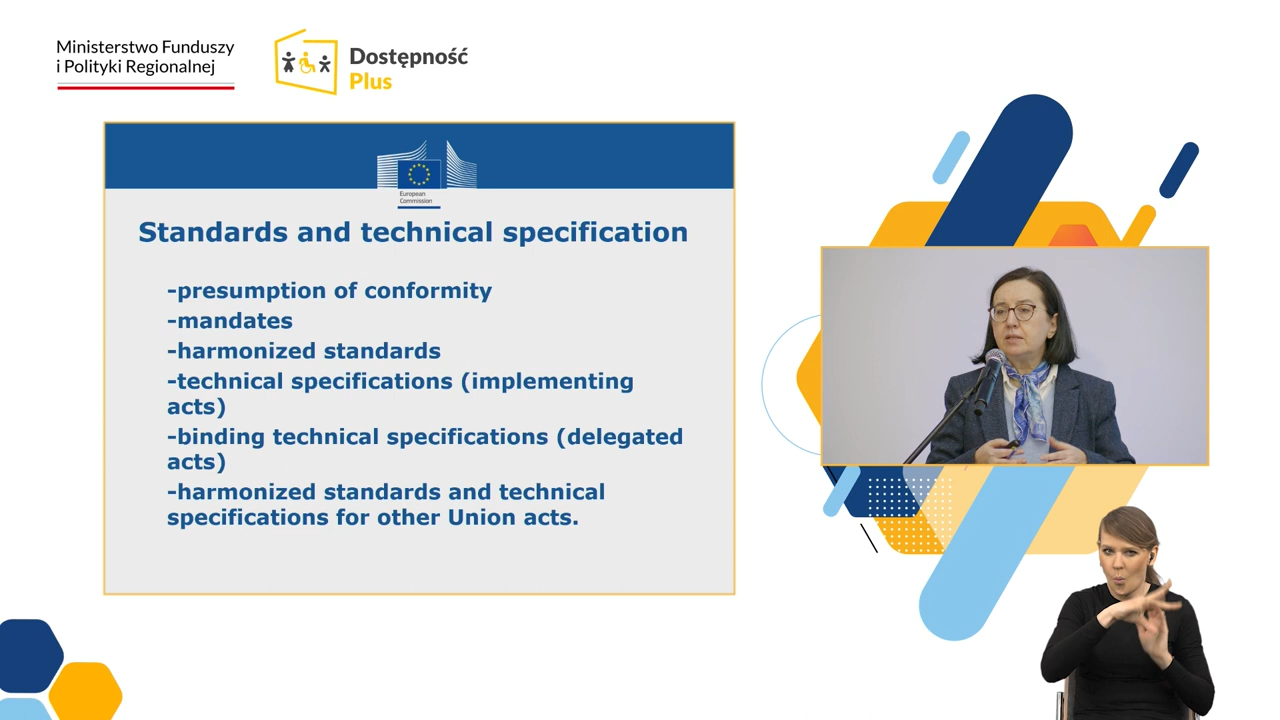 Ministerstwo Funduszy
i Polityki Regionalnej
Dostępność
Plus
European
Commission
Standards and technical specification
-presumption of conformity
-mandates
-harmonized standards
-technical specifications (implementing
acts)
-binding technical specifications (delegated
acts)
-harmonized standards and technical
specifications for other Union acts.